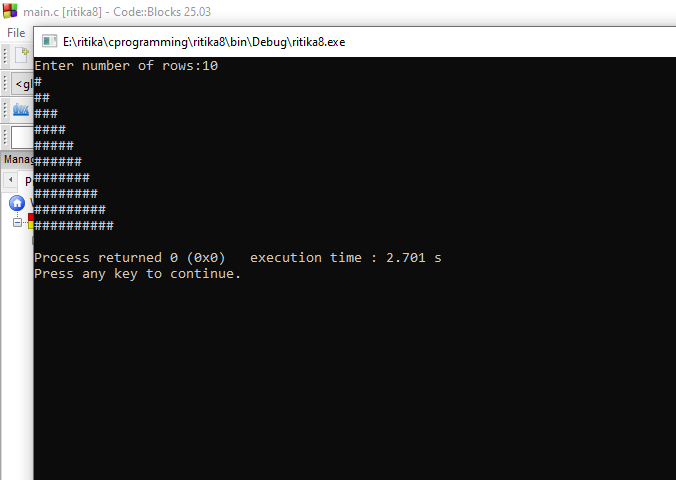 main.c [ritika8] - Code::Blocks 25.03
File
E:\ritika\cprogramming\ritika8\bin\Debug\ritika8.exe
Enter number of rows:10
#
##
###
####
#####
######
#######
########
#########
##########
Process returned 0 (0x0)   execution time : 2.701 s
Press any key to continue.